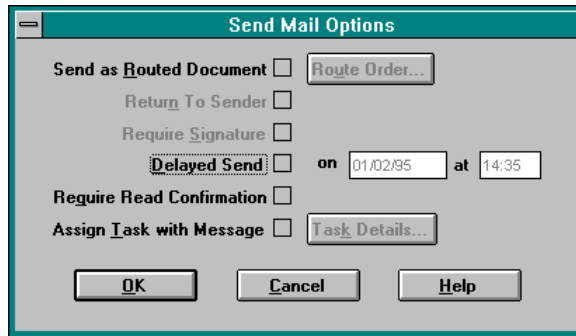 Send Mail Options
Send as Routed Document Route Order...
Return To Sender
Require Signature
Delayed Send on 01/02/95 at 14:35
Require Read Confirmation
Assign Task with Message Task Details...
OK Cancel Help